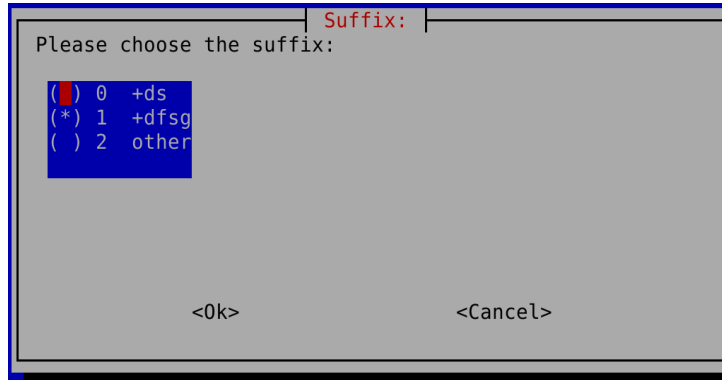 Suffix:
Please choose the suffix:
( ) 0 +ds
(*) 1 +dfsg
( ) 2 other
<Ok> <Cancel>